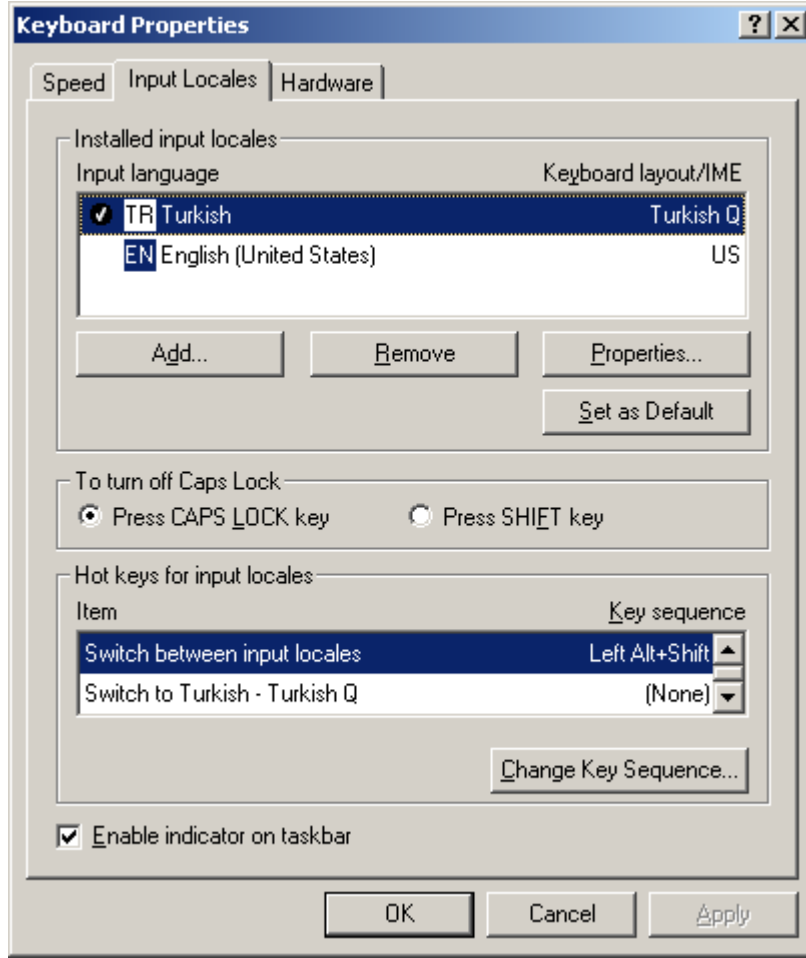 Keyboard Properties
Speed Input Locales Hardware
Installed input locales
Input language Keyboard layout/IME
TR Turkish Turkish Q
EN English (United States) US
Add... Remove Properties...
Set as Default
To turn off Caps Lock
Press CAPS LOCK key Press SHIFT key
Hot keys for input locales
Item Key sequence
Switch between input locales Left Alt+Shift
Switch to Turkish - Turkish Q (None)
Change Key Sequence...
Enable indicator on taskbar
OK Cancel Apply